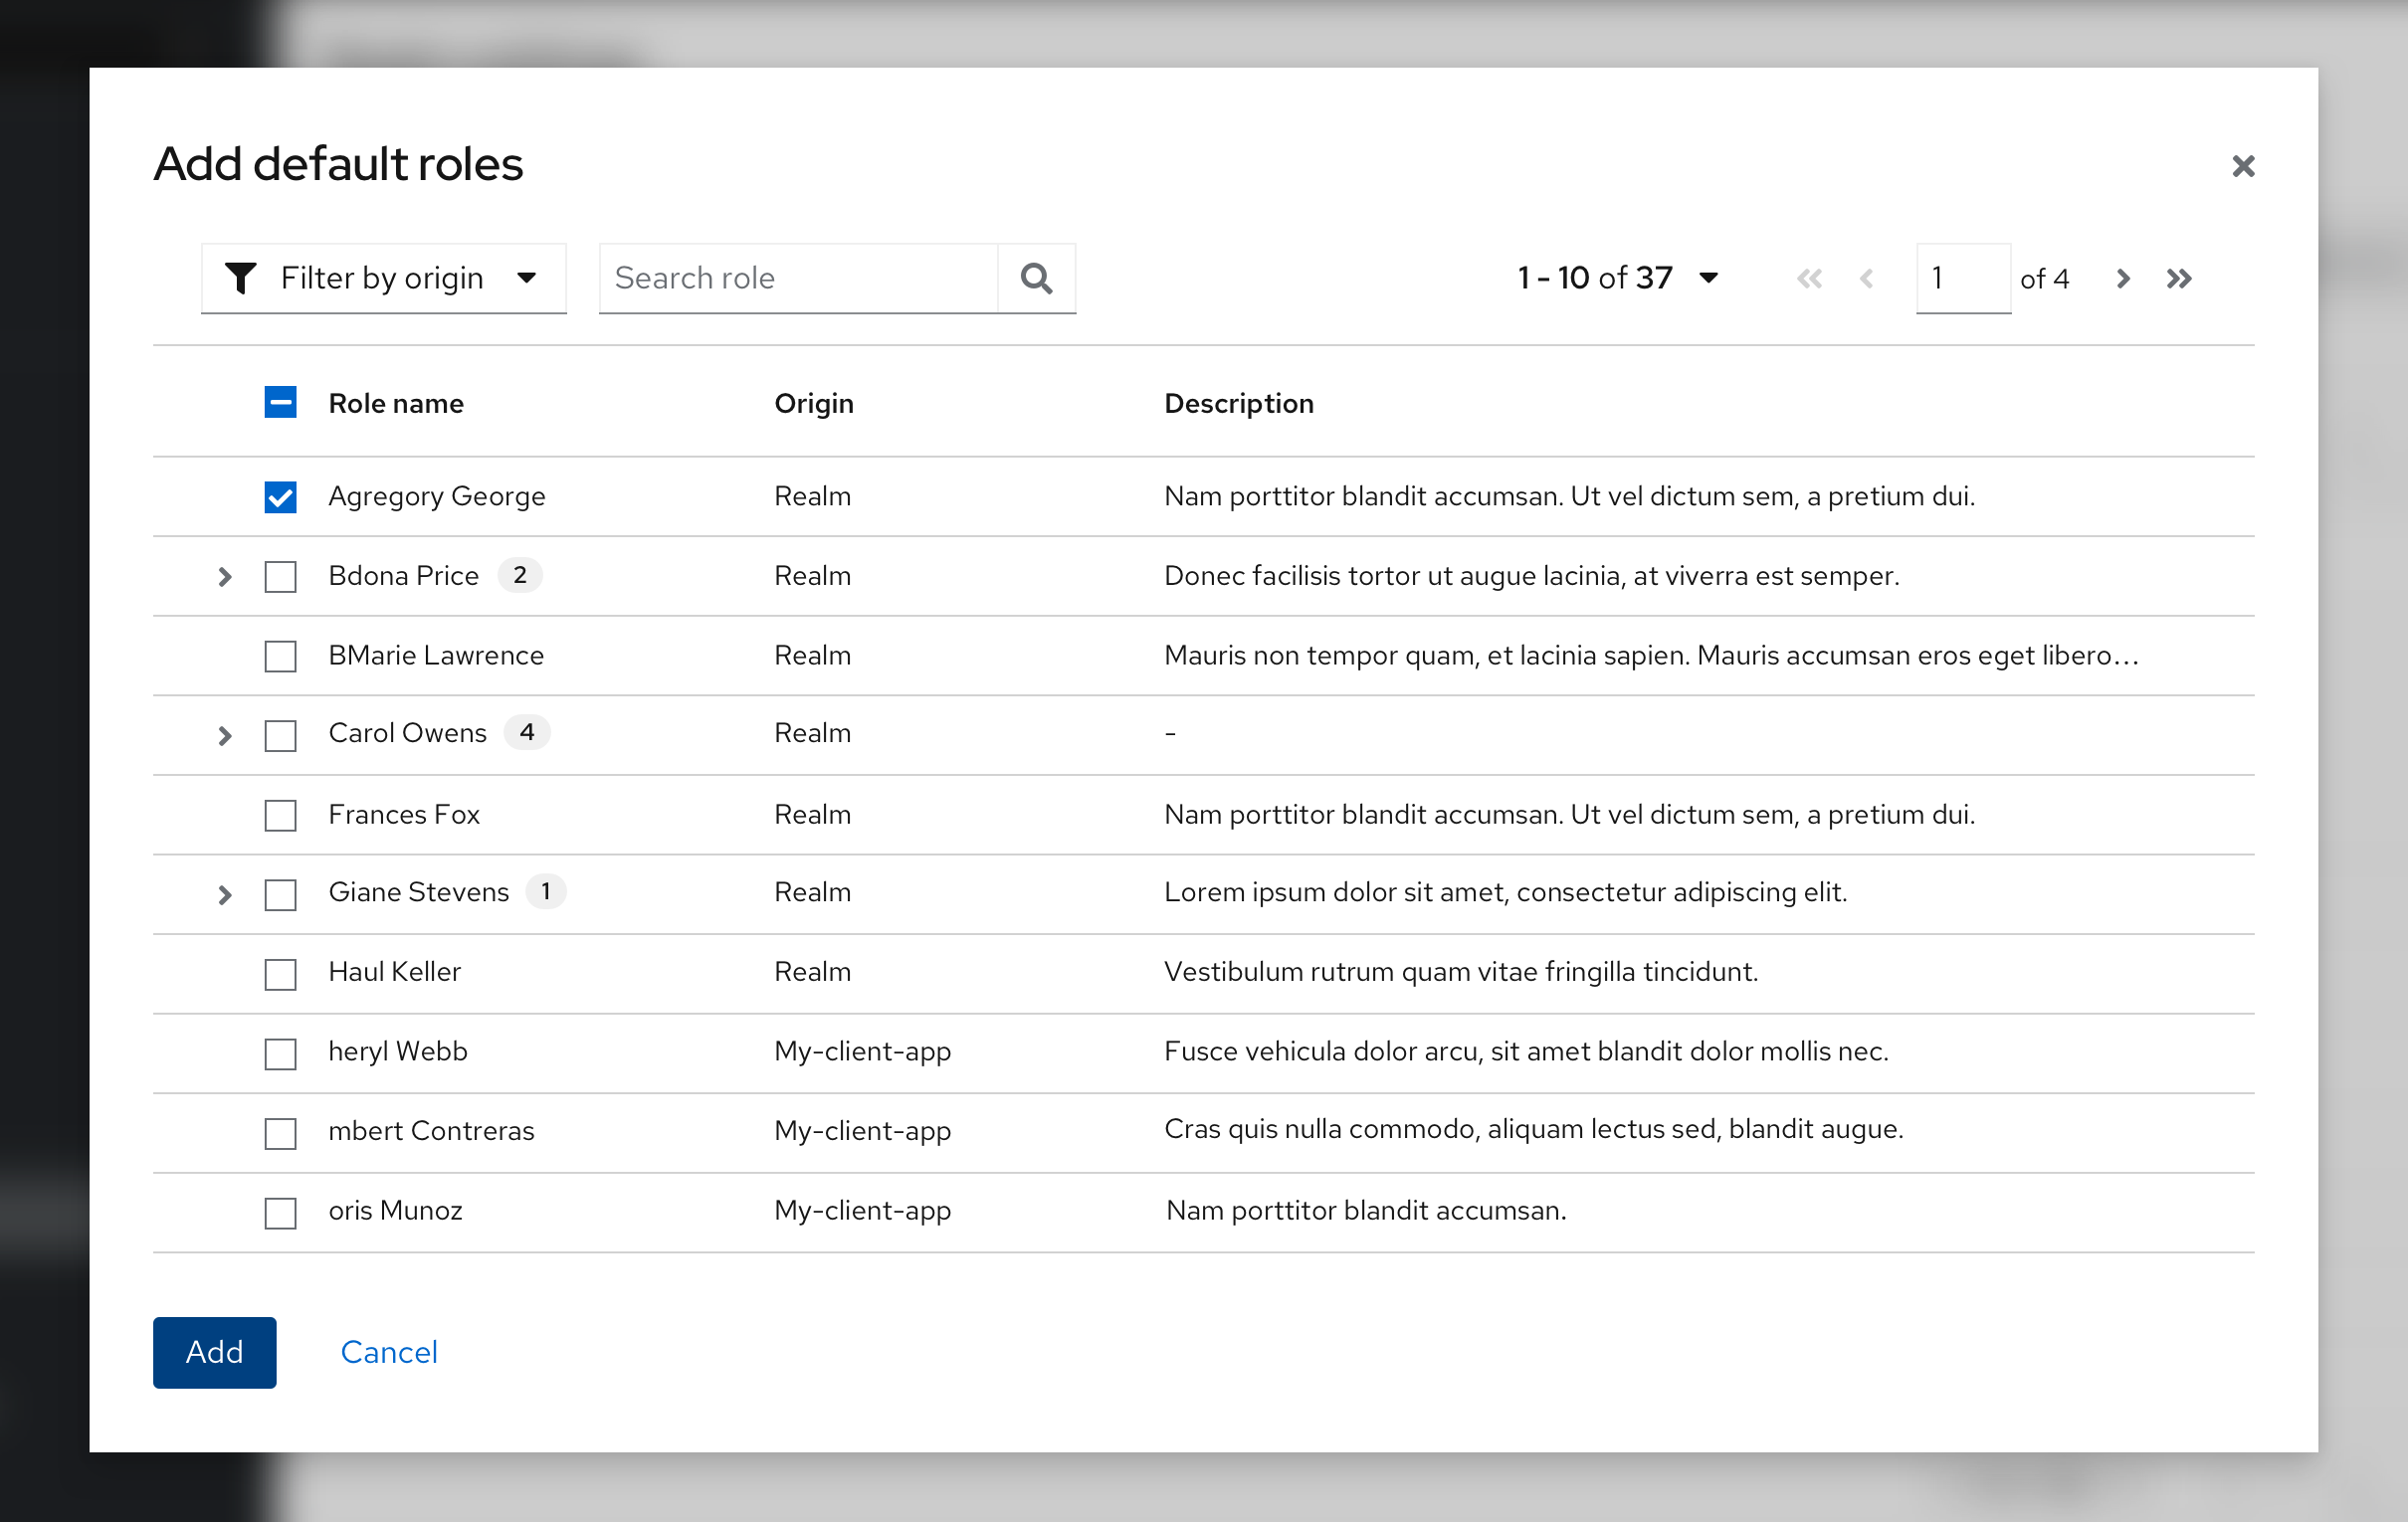 Add default roles
Filter by origin Search role 1 - 10 of 37 1 of 4
Role name Origin Description
Agregory George Realm Nam porttitor blandit accumsan. Ut vel dictum sem, a pretium dui.
Bdona Price 2 Realm Donec facilisis tortor ut augue lacinia, at viverra est semper.
BMarie Lawrence Realm Mauris non tempor quam, et lacinia sapien. Mauris accumsan eros eget libero...
Carol Owens 4 Realm -
Frances Fox Realm Nam porttitor blandit accumsan. Ut vel dictum sem, a pretium dui.
Giane Stevens 1 Realm Lorem ipsum dolor sit amet, consectetur adipiscing elit.
Haul Keller Realm Vestibulum rutrum quam vitae fringilla tincidunt.
heryl Webb My-client-app Fusce vehicula dolor arcu, sit amet blandit dolor mollis nec.
mbert Contreras My-client-app Cras quis nulla commodo, aliquam lectus sed, blandit augue.
oris Munoz My-client-app Nam porttitor blandit accumsan.
Add Cancel